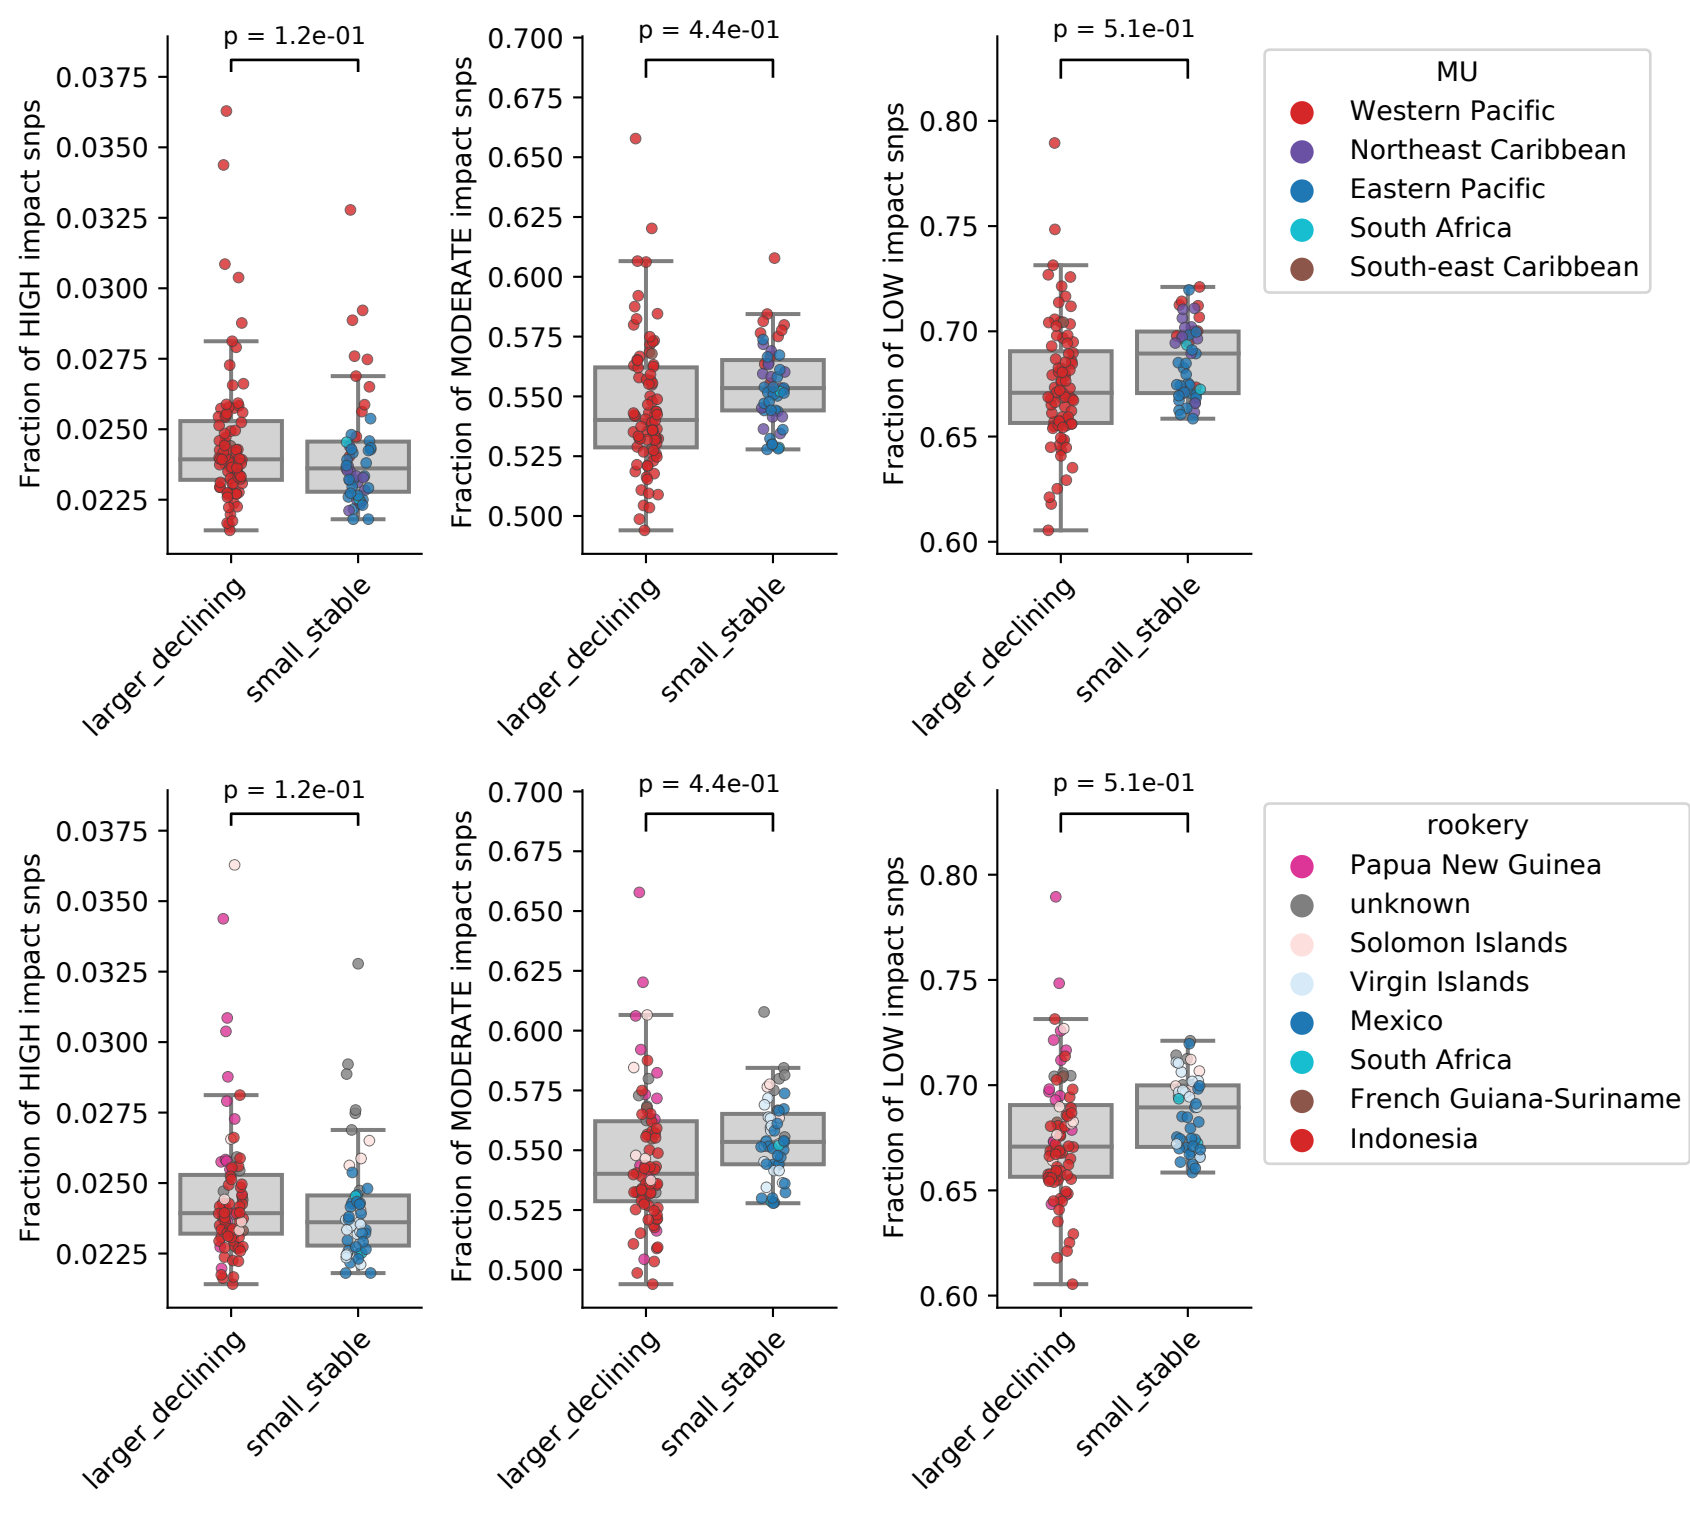 p = 1.2e-01
Fraction of HIGH impact snps
0.0375
0.0350
0.0325
0.0300
0.0275
0.0250
0.0225
larger_declining
small_stable
p = 4.4e-01
Fraction of MODERATE impact snps
0.700
0.675
0.650
0.625
0.600
0.575
0.550
0.525
0.500
larger_declining
small_stable
p = 5.1e-01
Fraction of LOW impact snps
0.80
0.75
0.70
0.65
0.60
larger_declining
small_stable
MU
Western Pacific
Northeast Caribbean
Eastern Pacific
South Africa
South-east Caribbean
p = 1.2e-01
Fraction of HIGH impact snps
0.0375
0.0350
0.0325
0.0300
0.0275
0.0250
0.0225
larger_declining
small_stable
p = 4.4e-01
Fraction of MODERATE impact snps
0.700
0.675
0.650
0.625
0.600
0.575
0.550
0.525
0.500
larger_declining
small_stable
p = 5.1e-01
Fraction of LOW impact snps
0.80
0.75
0.70
0.65
0.60
larger_declining
small_stable
rookery
Papua New Guinea
unknown
Solomon Islands
Virgin Islands
Mexico
South Africa
French Guiana-Suriname
Indonesia